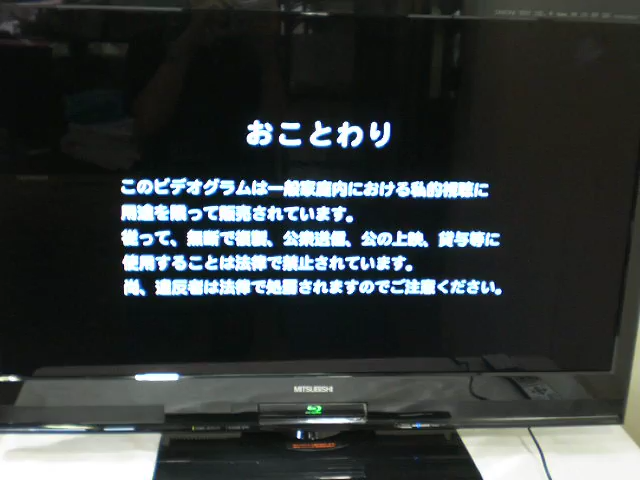 おことわり
このビデオグラムは一般家庭内における私的視聴に
用途を限って販売されています。
従って、無断で複製、公衆送信、公の上映、貸与等に
使用することは法律で禁止されています。
尚、違反者は法律で処罰されますのでご注意ください。
MITSUBISHI